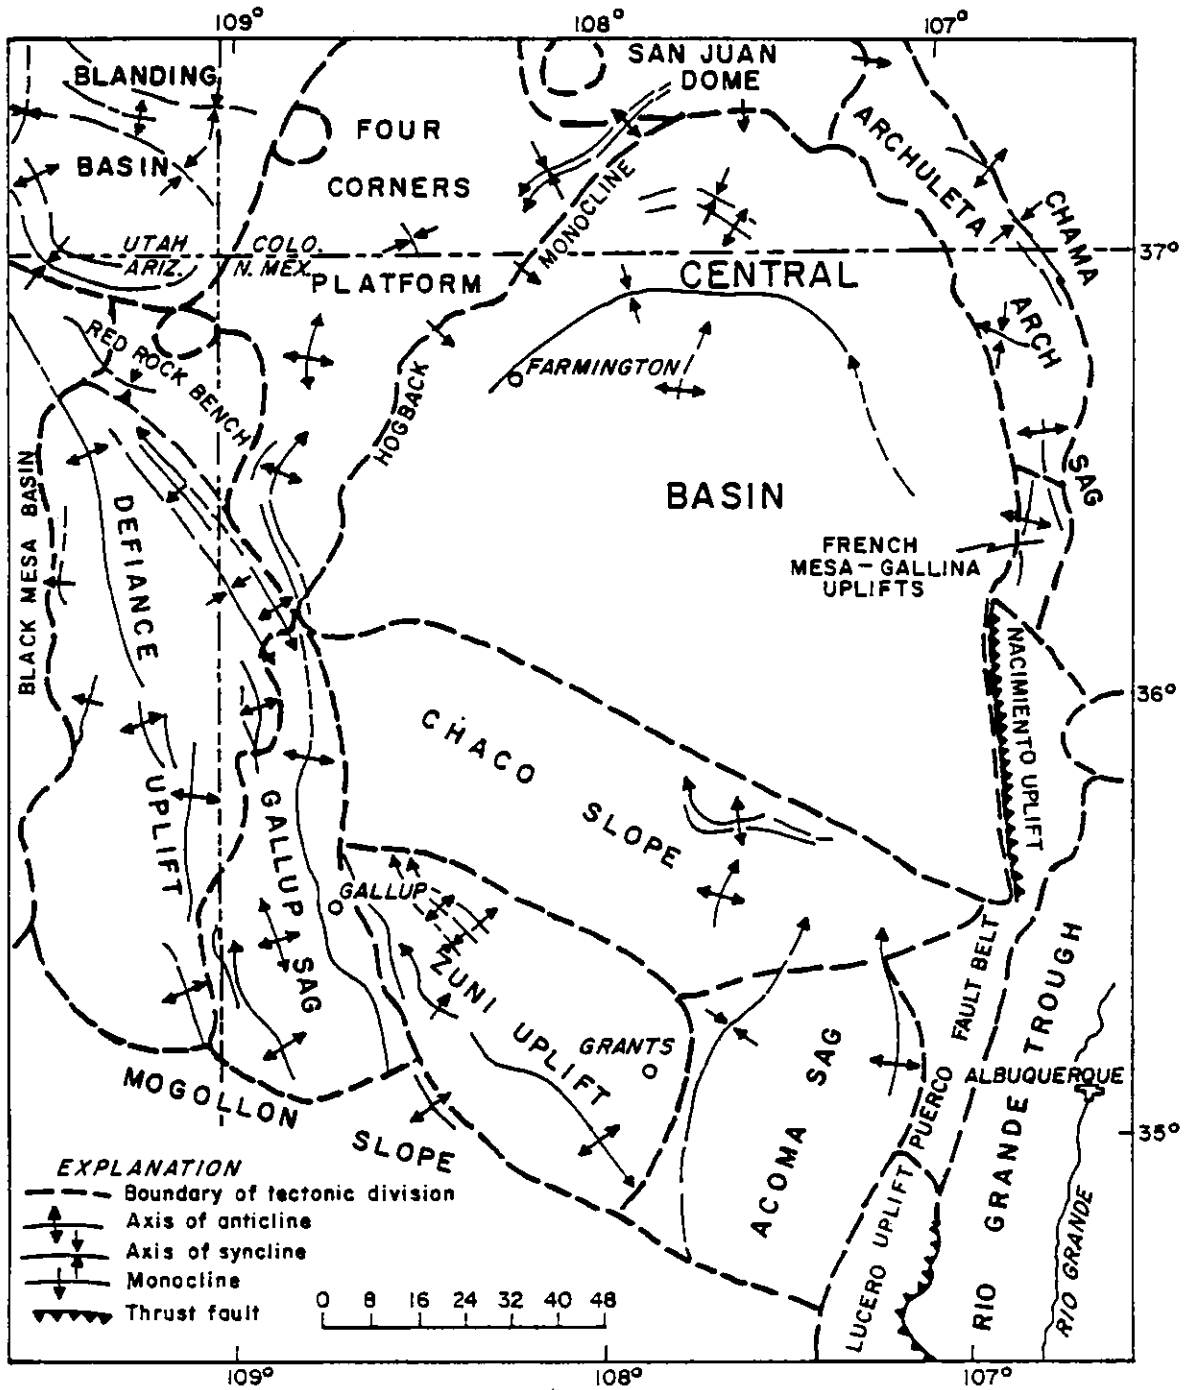 109°
108°
107°
BLANDING
BASIN
FOUR
CORNERS
PLATFORM
SAN JUAN
DOME
ARCHULETA
ARCH
CHAMA
SAG
UTAH
COLO.
ARIZ.
N. MEX.
37°
MONOCLINE
HOGBACK
CENTRAL
BASIN
RED ROCK BENCH
FARMINGTON
BLACK MESA BASIN
DEFIANCE
UPLIFT
FRENCH
MESA-GALLINA
UPLIFTS
NACIMIENTO UPLIFT
36°
CHACO
SLOPE
GALLUP SAG
GALLUP
ZUNI UPLIFT
GRANTS
ACOMA
SAG
PUERCO FAULT BELT
RIO GRANDE TROUGH
ALBUQUERQUE
RIO GRANDE
LUCERO UPLIFT
MOGOLLON
SLOPE
35°
EXPLANATION
Boundary of tectonic division
Axis of anticline
Axis of syncline
Monocline
Thrust fault
0 8 16 24 32 40 48
109°
108°
107°